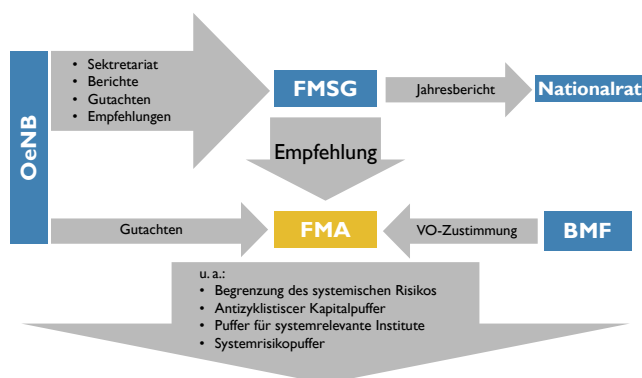 • Sektretariat
• Berichte
• Gutachten
• Empfehlungen
OeNB
FMSG
Jahresbericht
Nationalrat
Empfehlung
Gutachten
FMA
VO-Zustimmung
BMF
u. a.:
• Begrenzung des systemischen Risikos
• Antizyklistiscer Kapitalpuffer
• Puffer für systemrelevante Institute
• Systemrisikopuffer